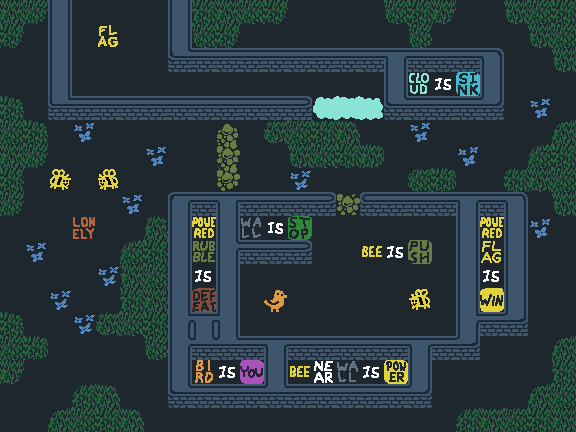 FLAG
CLOUD IS SINK
LONELY
POWERED RUBBLE IS DEFEAT
WALL IS STOP
BEE IS PUSH
POWERED FLAG IS WIN
BIRD IS YOU
BEE NEAR WALL IS POWER